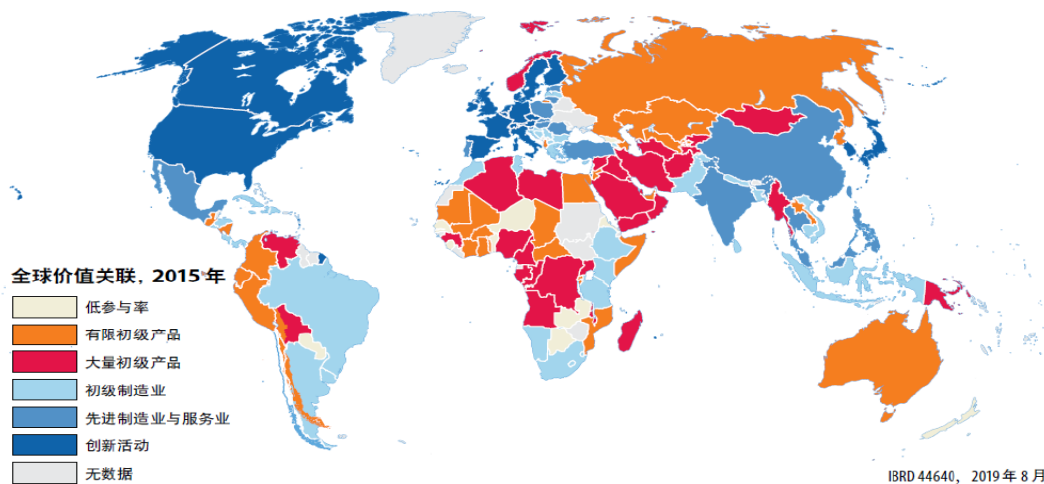 全球价值关联, 2015 年
低参与率
有限初级产品
大量初级产品
初级制造业
先进制造业与服务业
创新活动
无数据
IBRD 44640, 2019 年 8 月